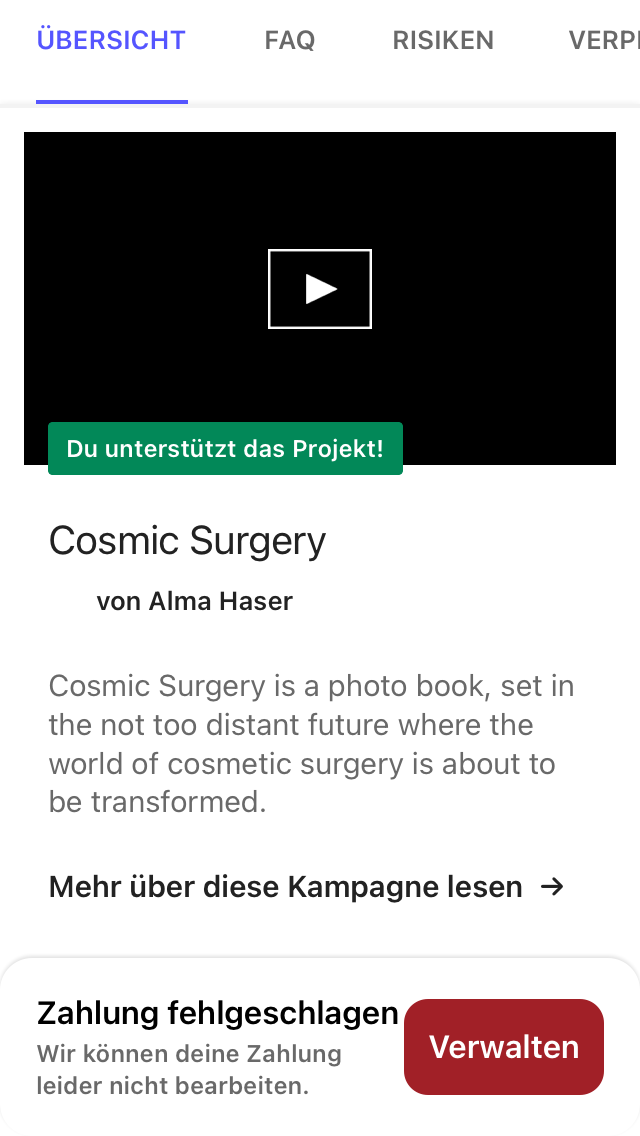 ÜBERSICHT FAQ RISIKEN
Du unterstützt das Projekt!
Cosmic Surgery
von Alma Haser
Cosmic Surgery is a photo book, set in
the not too distant future where the
world of cosmetic surgery is about to
be transformed.
Mehr über diese Kampagne lesen →
Zahlung fehlgeschlagen
Wir können deine Zahlung
leider nicht bearbeiten.
Verwalten